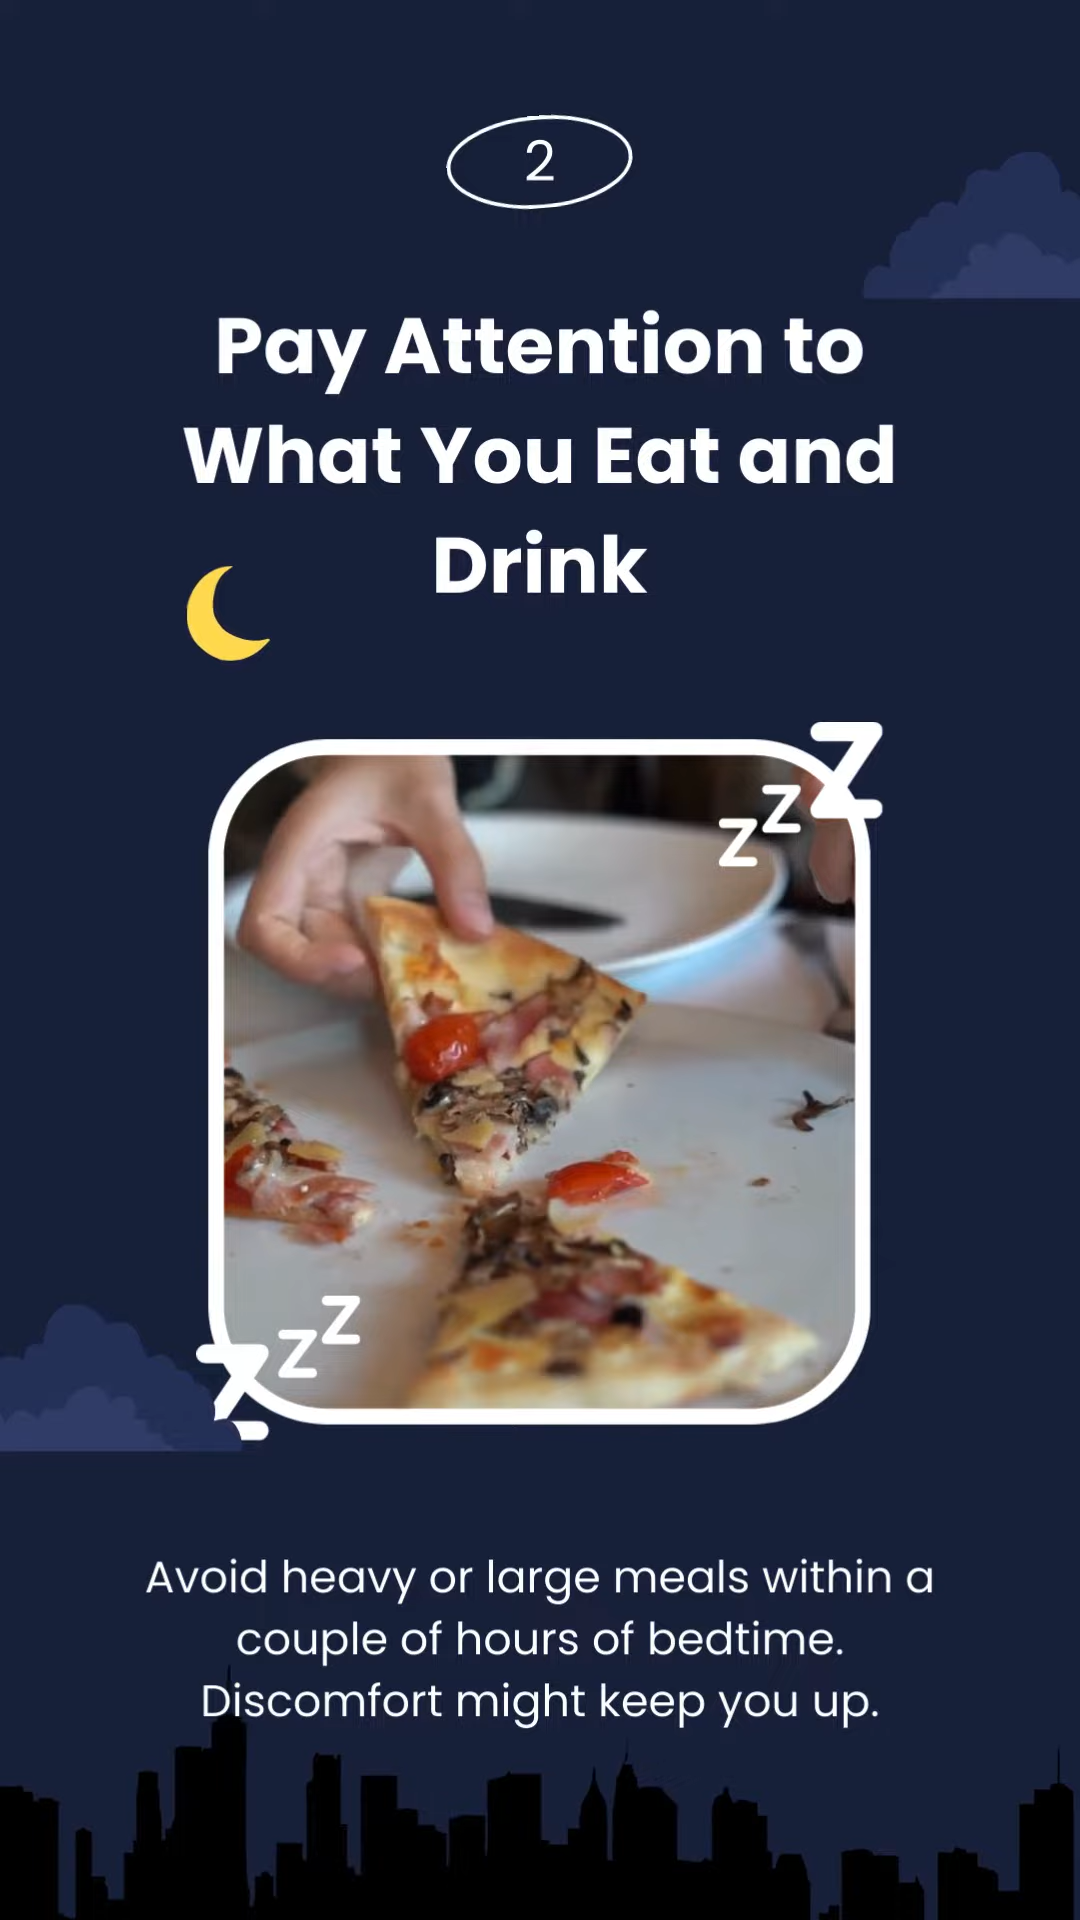 2
Pay Attention to
What You Eat and
Drink
z z Z
Z z z
Avoid heavy or large meals within a
couple of hours of bedtime.
Discomfort might keep you up.